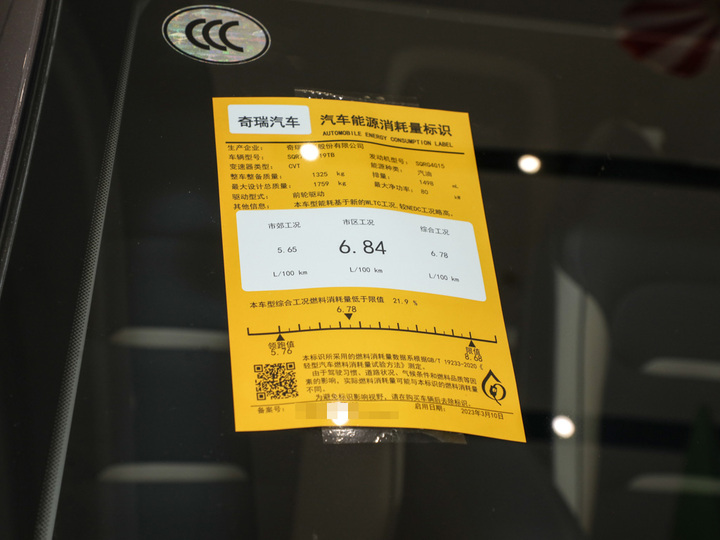 CCC
奇瑞汽车 汽车能源消耗量标识
AUTOMOBILE ENERGY CONSUMPTION LABEL
生产企业： 奇瑞 股份有限公司
车辆型号： SQR 19TB 发动机型号： SQRG4G15
变速器类型： CVT 能源种类： 汽油
整车整备质量： 1325 kg 排量： 1498 mL
最大设计总质量： 1759 kg 最大净功率： 80 kW
驱动型式： 前轮驱动
其他信息： 本车型能耗基于新的WLTC工况，较NEDC工况略高。
市郊工况 市区工况 综合工况
5.65 6.84 6.78
L/100 km L/100 km L/100 km
本车型综合工况燃料消耗量低于限值 21.9 %
6.78
领跑值 限值
5.76 8.68
本标识所采用的燃料消耗量数据系根据GB/T 19233-2020《
轻型汽车燃料消耗量试验方法》测定。
由于驾驶习惯、道路状况、气候条件和燃料品质等因
素的影响，实际燃料消耗量可能与本标识的燃料消耗量
不同。
为避免标识影响视野，请在购买车辆后去除标识。
备案号： 启用日期： 2023年3月10日